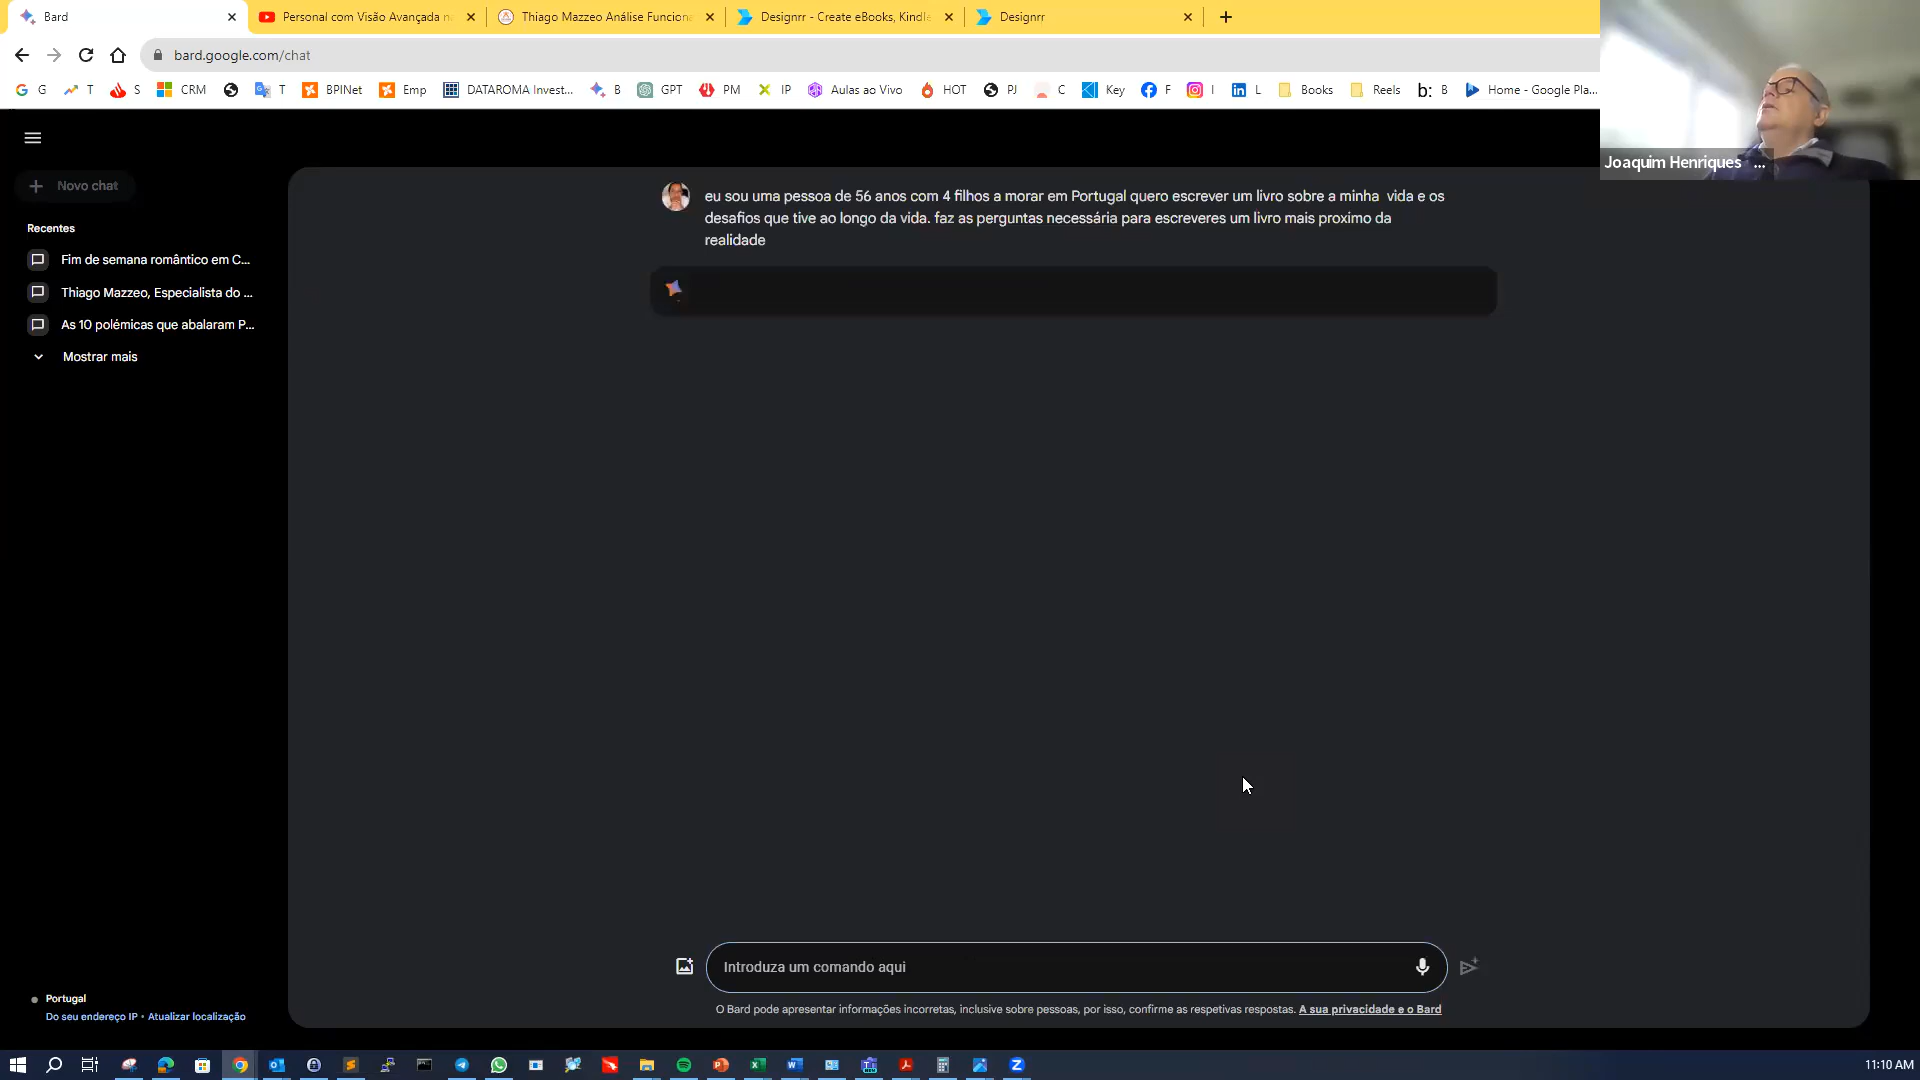 Bard
Personal com Visão Avançada n
Thiago Mazzeo Análise Funciona
Designrr - Create eBooks, Kindle
Designrr
bard.google.com/chat
G
T
S
CRM
T
BPINet
Emp
DATAROMA Invest...
B
GPT
PM
IP
Aulas ao Vivo
HOT
PJ
C
Key
F
I
L
Books
Reels
b: B
Home - Google Pla...
Joaquim Henriques ...
Novo chat
Recentes
Fim de semana romântico em C...
Thiago Mazzeo, Especialista do ...
As 10 polémicas que abalaram P...
Mostrar mais
eu sou uma pessoa de 56 anos com 4 filhos a morar em Portugal quero escrever um livro sobre a minha vida e os
desafios que tive ao longo da vida. faz as perguntas necessária para escreveres um livro mais proximo da
realidade
Introduza um comando aqui
O Bard pode apresentar informações incorretas, inclusive sobre pessoas, por isso, confirme as respetivas respostas. A sua privacidade e o Bard
Portugal
Do seu endereço IP • Atualizar localização
11:10 AM